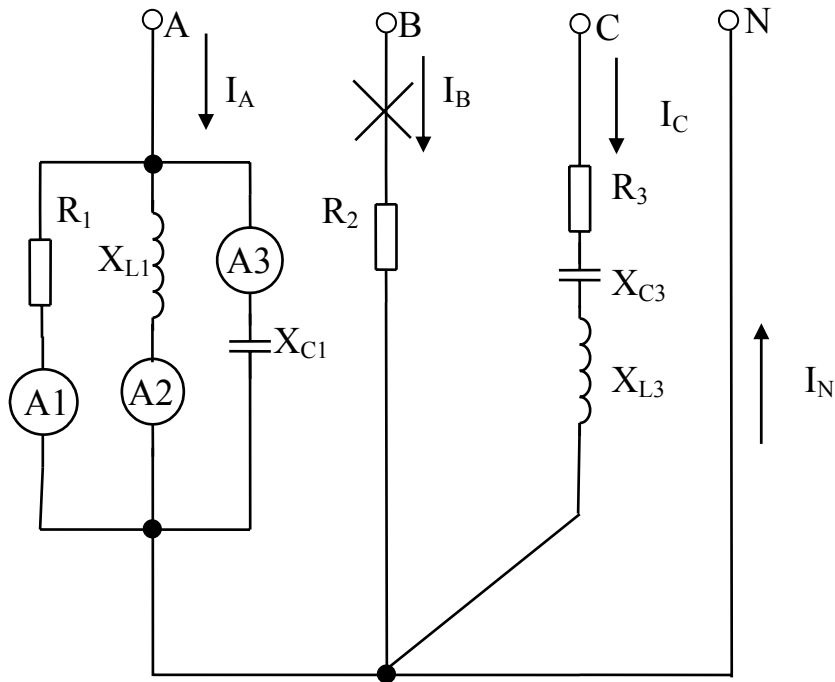 A
B
C
N
I_A
I_B
I_C
R_1
X_L1
A3
R_2
R_3
X_C3
X_C1
X_L3
A1
A2
I_N